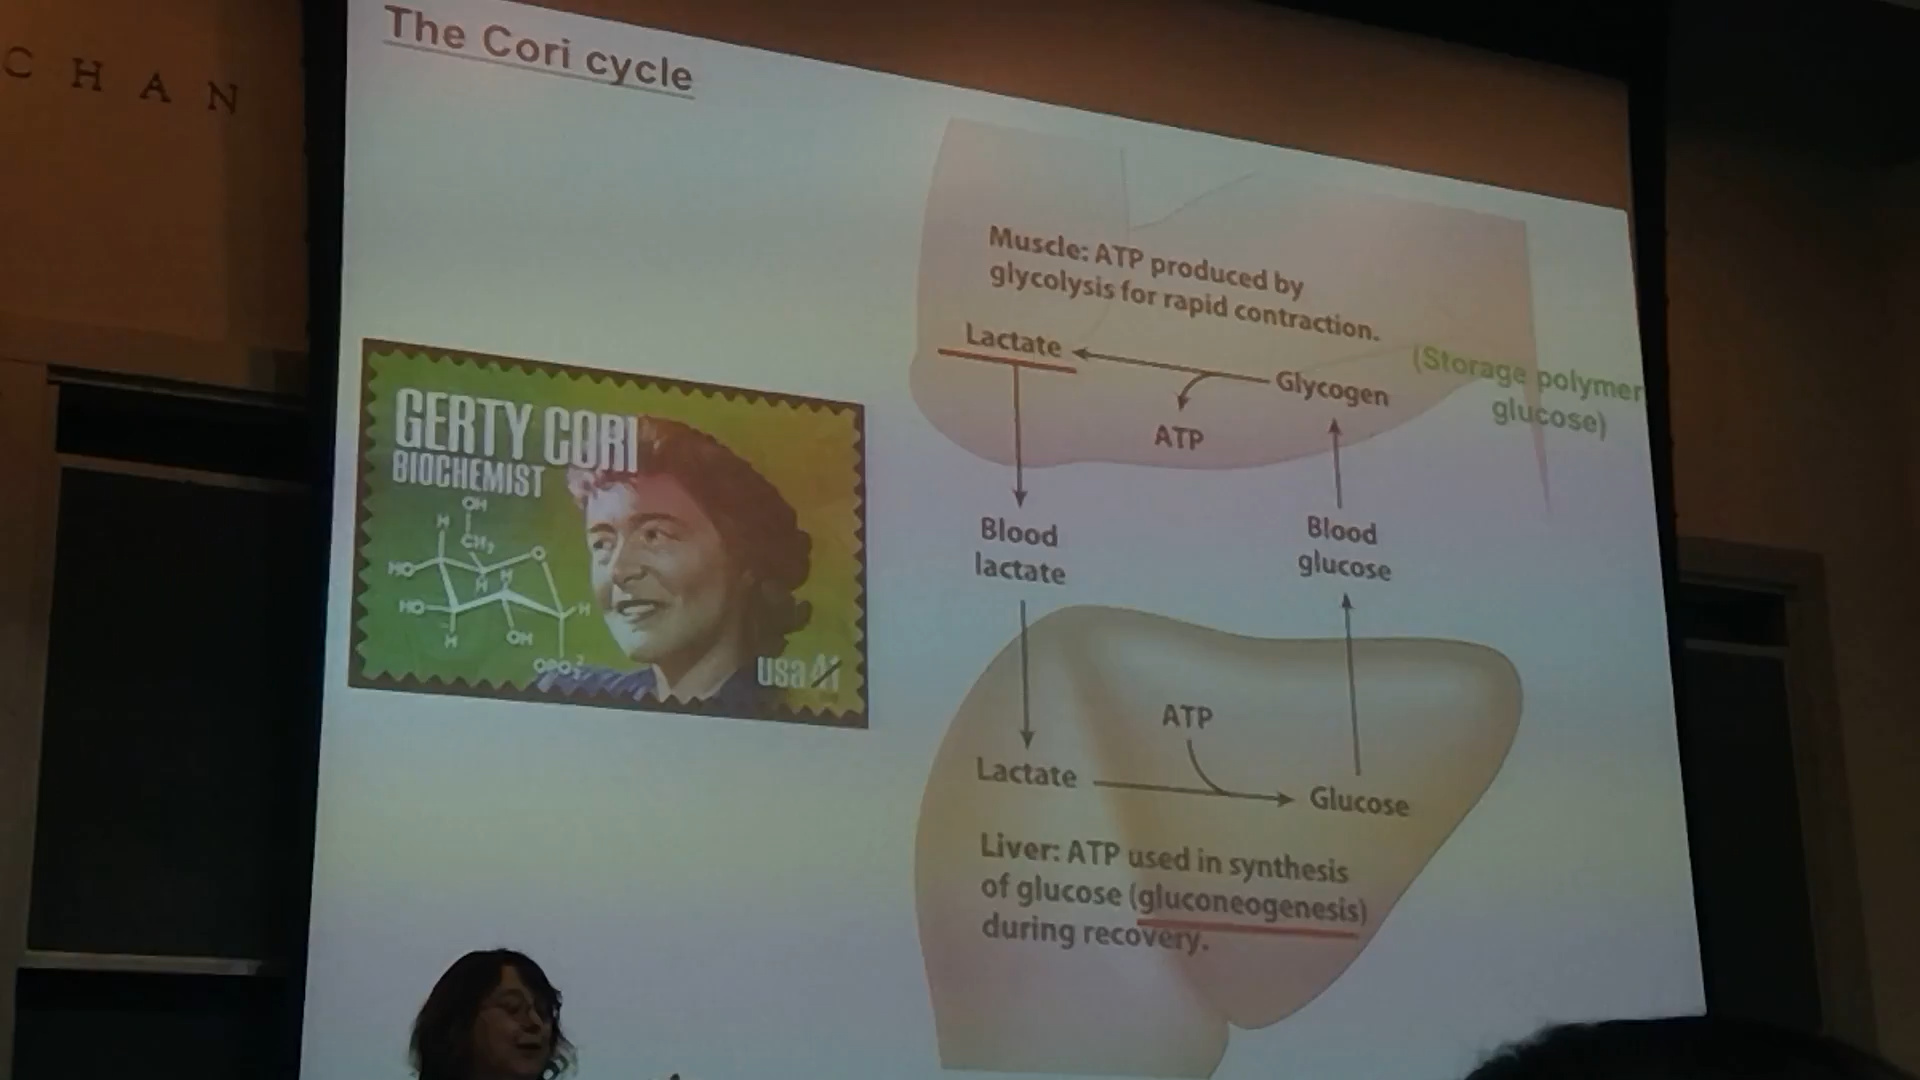 CHAN
The Cori cycle
Muscle: ATP produced by
glycolysis for rapid contraction.
Lactate
Glycogen
(Storage polymer
glucose)
ATP
GERTY CORI
BIOCHEMIST
OH
H
CH₂
O
HO
H
H
HO
H
H
OH
OPO₃²⁻
usa 41
Blood
lactate
Blood
glucose
ATP
Lactate
Glucose
Liver: ATP used in synthesis
of glucose (gluconeogenesis)
during recovery.